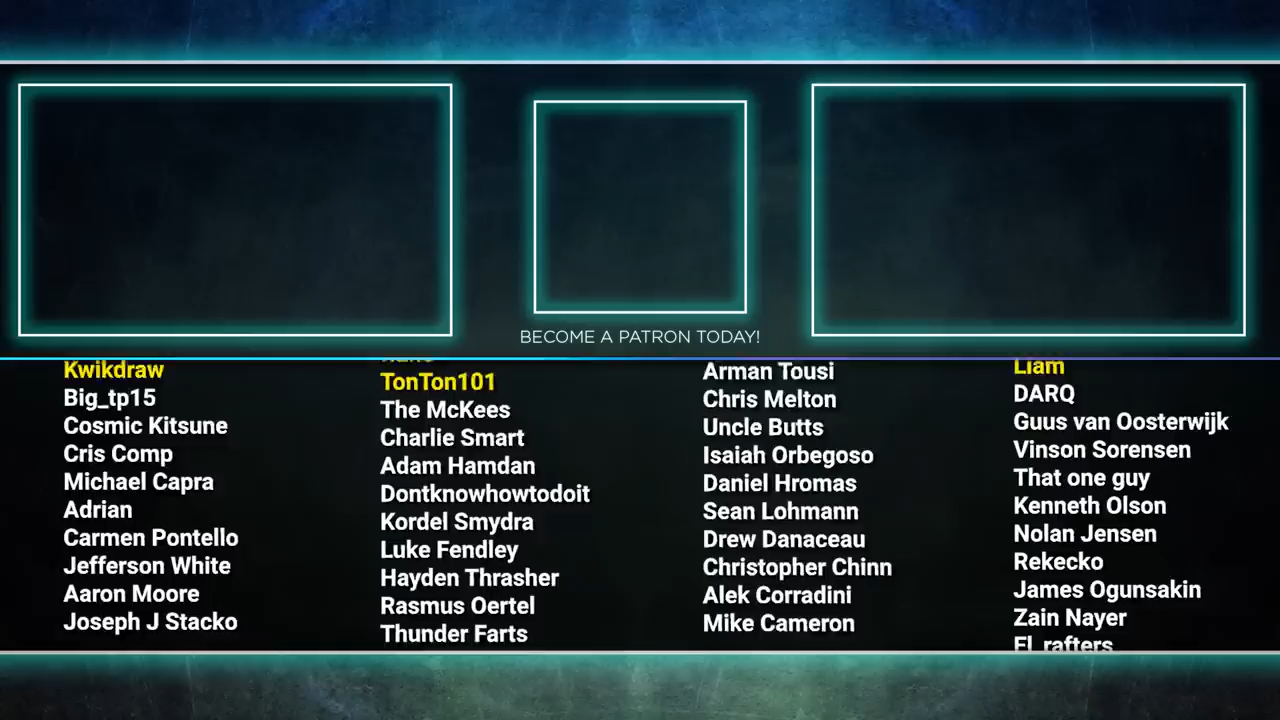 BECOME A PATRON TODAY!
Kwikdraw
Big_tp15
Cosmic Kitsune
Cris Comp
Michael Capra
Adrian
Carmen Pontello
Jefferson White
Aaron Moore
Joseph J Stacko
TonTon101
The McKees
Charlie Smart
Adam Hamdan
Dontknowhowtodoit
Kordel Smydra
Luke Fendley
Hayden Thrasher
Rasmus Oertel
Thunder Farts
Arman Tousi
Chris Melton
Uncle Butts
Isaiah Orbegoso
Daniel Hromas
Sean Lohmann
Drew Danaceau
Christopher Chinn
Alek Corradini
Mike Cameron
Liam
DARQ
Guus van Oosterwijk
Vinson Sorensen
That one guy
Kenneth Olson
Nolan Jensen
Rekecko
James Ogunsakin
Zain Nayer
El_rafters